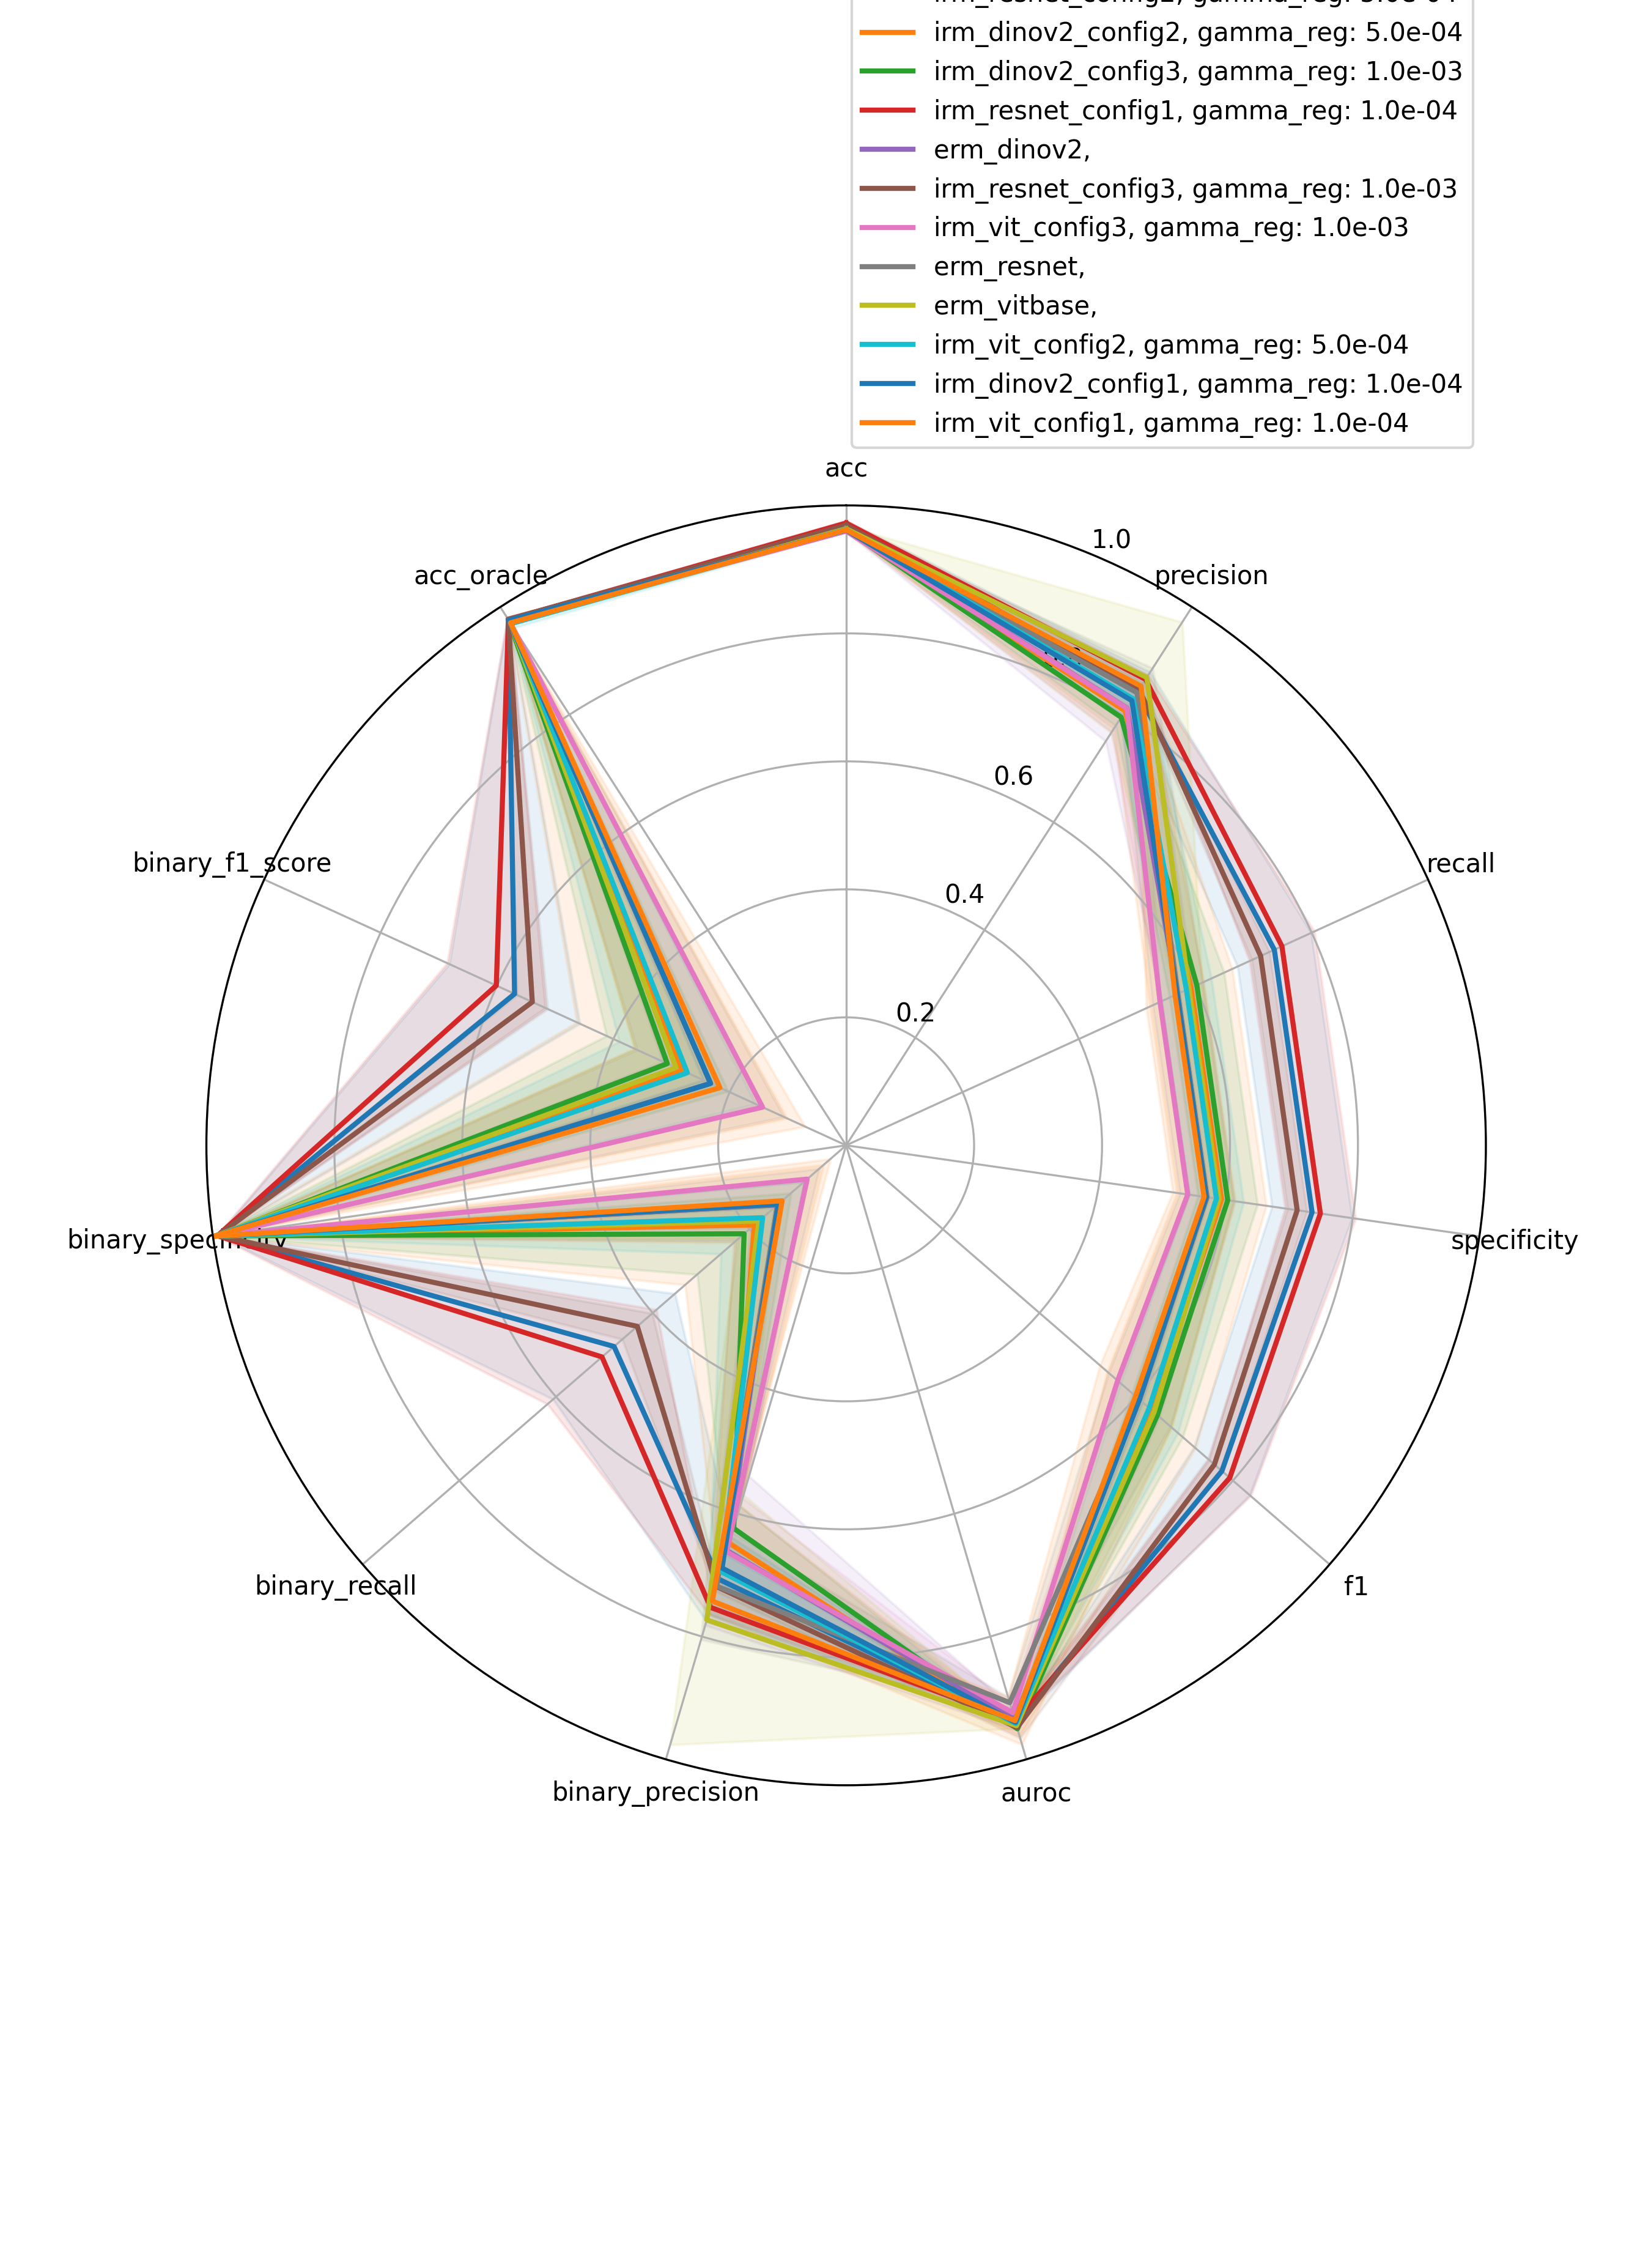 irm_dinov2_config2, gamma_reg: 5.0e-04
irm_dinov2_config3, gamma_reg: 1.0e-03
irm_resnet_config1, gamma_reg: 1.0e-04
erm_dinov2,
irm_resnet_config3, gamma_reg: 1.0e-03
irm_vit_config3, gamma_reg: 1.0e-03
erm_resnet,
erm_vitbase,
irm_vit_config2, gamma_reg: 5.0e-04
irm_dinov2_config1, gamma_reg: 1.0e-04
irm_vit_config1, gamma_reg: 1.0e-04
acc
1.0
acc_oracle
precision
0.6
binary_f1_score
recall
0.4
0.2
binary_specificity
specificity
binary_recall
f1
binary_precision
auroc